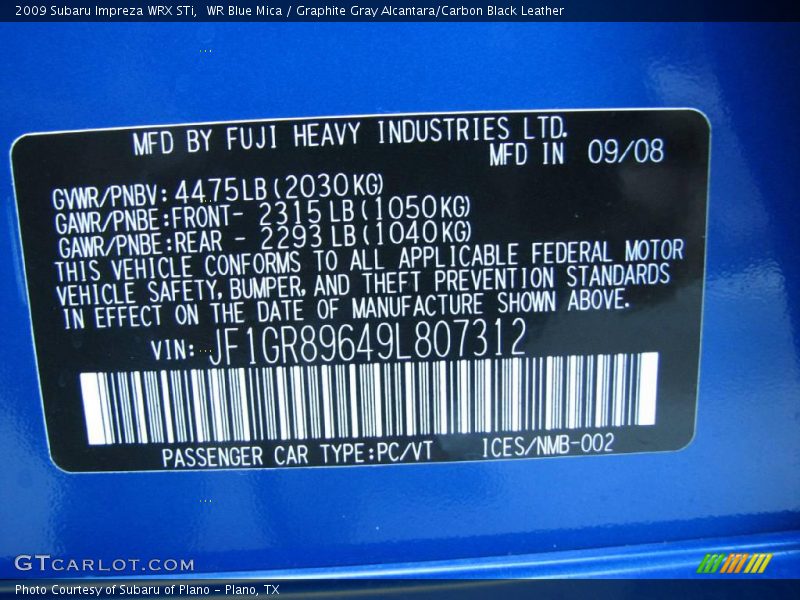 2009 Subaru Impreza WRX STi,  WR Blue Mica / Graphite Gray Alcantara/Carbon Black Leather
MFD BY FUJI HEAVY INDUSTRIES LTD.
MFD IN 09/08
GVWR/PNBV: 4475LB(2030KG)
GAWR/PNBE:FRONT- 2315LB(1050KG)
GAWR/PNBE:REAR - 2293LB(1040KG)
THIS VEHICLE CONFORMS TO ALL APPLICABLE FEDERAL MOTOR
VEHICLE SAFETY, BUMPER, AND THEFT PREVENTION STANDARDS
IN EFFECT ON THE DATE OF MANUFACTURE SHOWN ABOVE.
VIN: JF1GR89649L807312
PASSENGER CAR TYPE:PC/VT ICES/NMB-002
GTCARLOT.COM
Photo Courtesy of Subaru of Plano - Plano, TX